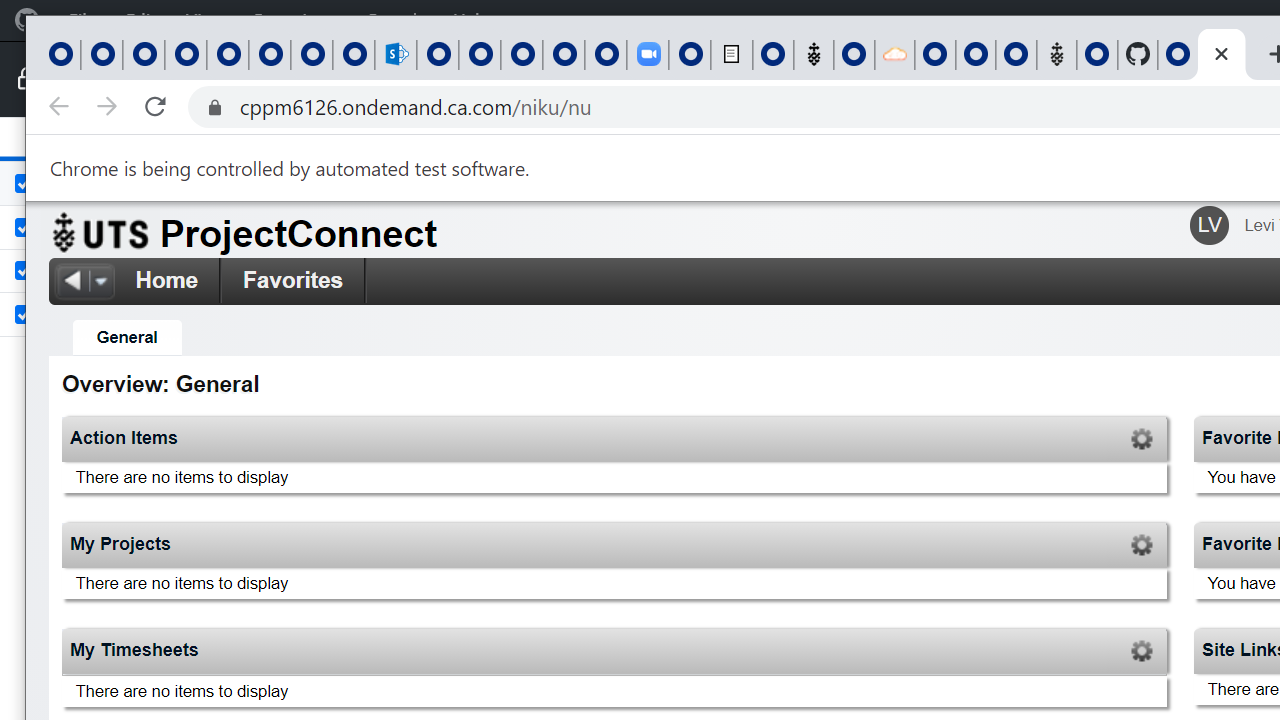 cppm6126.ondemand.ca.com/niku/nu
Chrome is being controlled by automated test software.
UTS ProjectConnect
LV Levi
Home Favorites
General
Overview: General
Action Items
Favorite
There are no items to display
You have
My Projects
Favorite
There are no items to display
You have
My Timesheets
Site Links
There are no items to display
There are